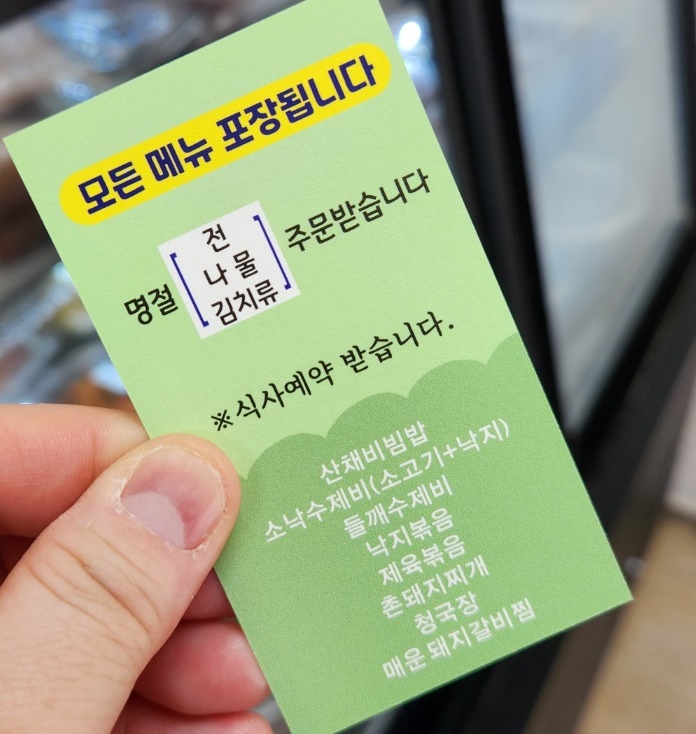 모든 메뉴 포장됩니다
명절 [전 나물 김치류] 주문받습니다
※식사예약 받습니다.
산채비빔밥
소낙수제비(소고기+낙지)
들깨수제비
낙지볶음
제육볶음
촌돼지찌개
청국장
매운돼지갈비찜